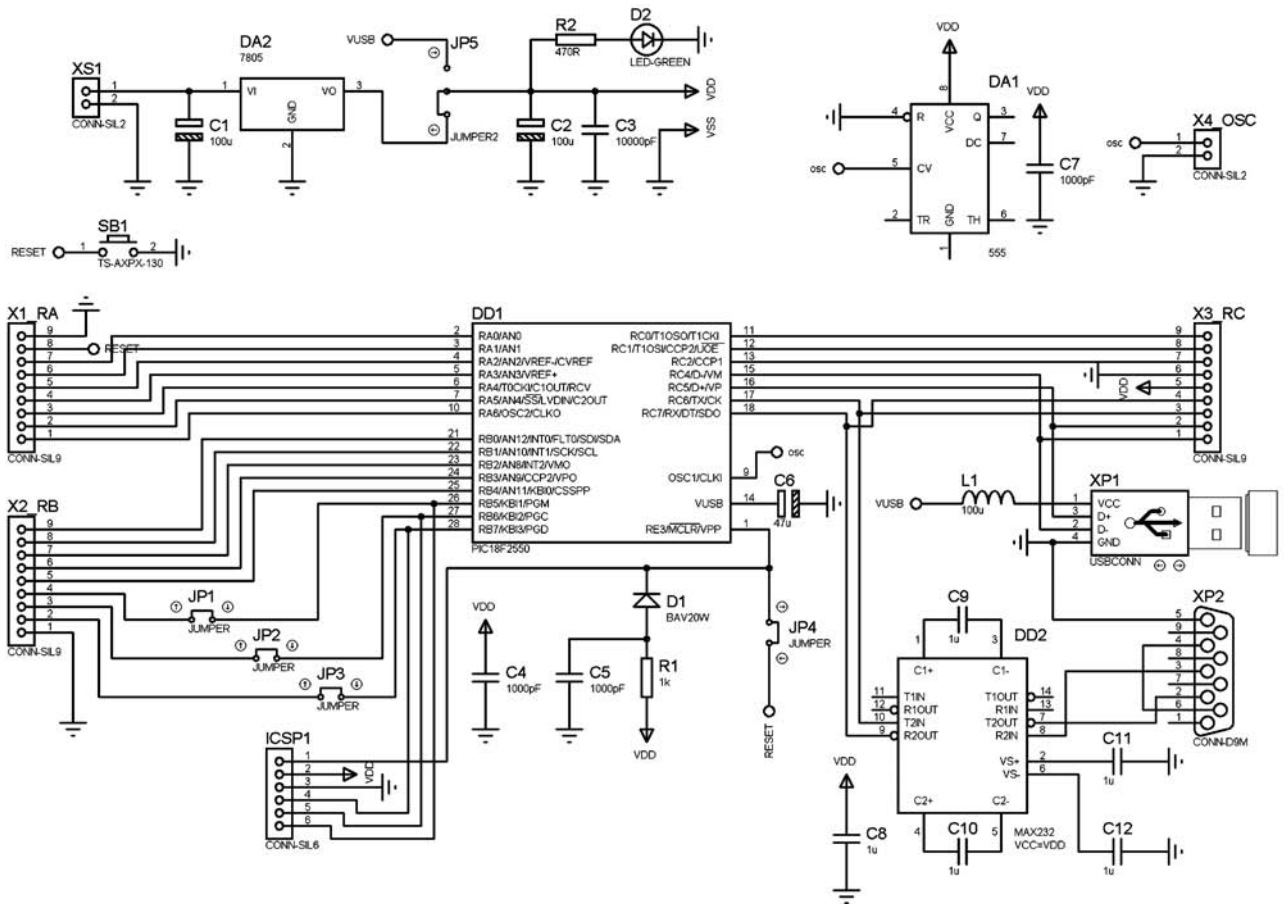 XS1
1
2
CONN-SIL2
DA2
7805
1
VI
VO
3
GND
2
C1
100u
VUSB
JP5
JUMPER2
R2
470R
D2
LED-GREEN
C2
100u
C3
10000pF
VDD
VSS
VDD
DA1
8
VCC
4
R
Q
3
DC
7
osc
5
CV
2
TR
GND
TH
6
1
555
VDD
C7
1000pF
X4_OSC
osc
1
2
CONN-SIL2
RESET
1
SB1
2
TS-AXPX-130
X1_RA
9
8
RESET
7
6
5
4
3
2
1
CONN-SIL9
DD1
2 RA0/AN0
3 RA1/AN1
4 RA2/AN2/VREF-/CVREF
5 RA3/AN3/VREF+
6 RA4/T0CKI/C1OUT/RCV
7 RA5/AN4/SS/LVDIN/C2OUT
10 RA6/OSC2/CLKO
21 RB0/AN12/INT0/FLT0/SDI/SDA
22 RB1/AN10/INT1/SCK/SCL
23 RB2/AN8/INT2/VMO
24 RB3/AN9/CCP2/VPO
25 RB4/AN11/KBI0/CSSPP
26 RB5/KBI1/PGM
27 RB6/KBI2/PGC
28 RB7/KBI3/PGD
PIC18F2550
RC0/T1OSO/T1CKI 11
RC1/T1OSI/CCP2/UOE 12
RC2/CCP1 13
RC4/D-/VM 15
RC5/D+/VP 16
RC6/TX/CK 17
RC7/RX/DT/SDO 18
OSC1/CLKI 9
osc
VUSB 14
RE3/MCLR/VPP 1
C6
47u
X3_RC
9
8
7
6
5
VDD
4
3
2
1
CONN-SIL9
X2_RB
9
8
7
6
5
4
3
2
1
CONN-SIL9
JP1
JUMPER
JP2
JUMPER
JP3
JUMPER
VUSB
L1
100u
XP1
1 VCC
3 D+
2 D-
4 GND
USBCONN
VDD
C4
1000pF
C5
1000pF
D1
BAV20W
R1
1k
VDD
JP4
JUMPER
RESET
ICSP1
1
2
VDD
3
4
5
6
CONN-SIL6
C9
1u
1
3
DD2
C1+
C1-
11 T1IN
12 R1OUT
10 T2IN
9 R2OUT
T1OUT 14
R1IN 13
T2OUT 7
R2IN 8
VS+ 2
VS- 6
C2+
C2-
4
5
C10
1u
MAX232
VCC=VDD
VDD
C8
1u
C11
1u
C12
1u
XP2
5
9
4
8
3
7
2
6
1
CONN-D9M